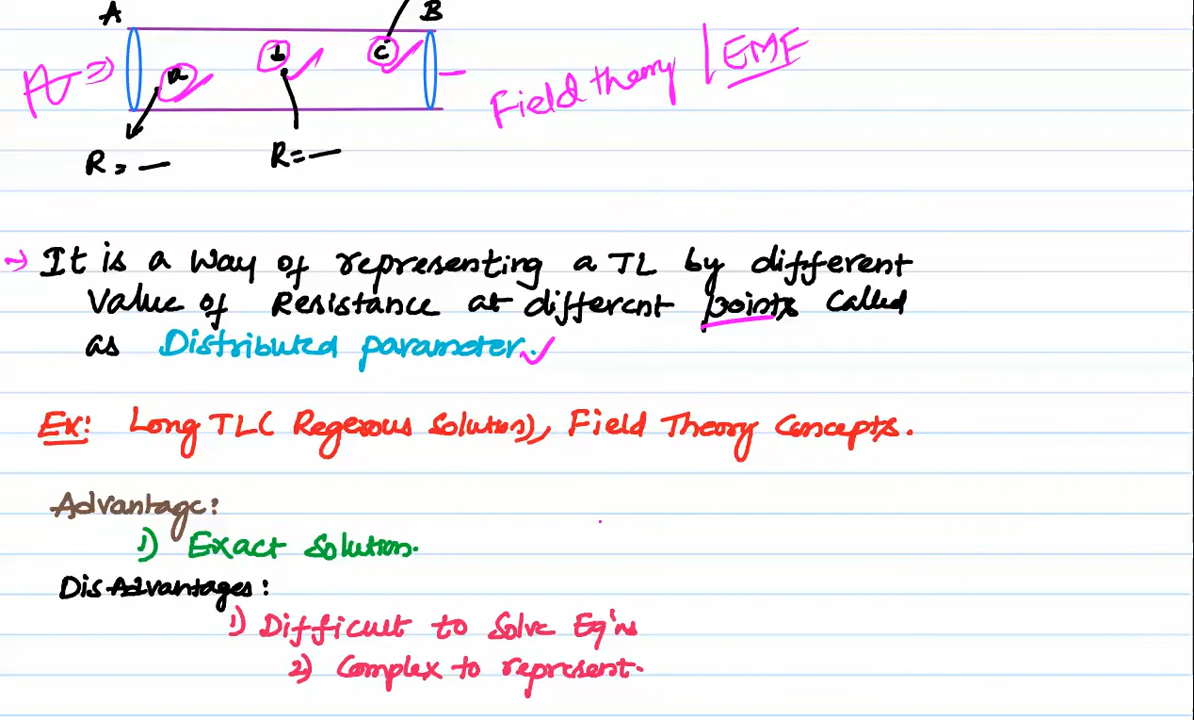 A B
a b c
Field theory | EMF
R = — R = —
→ It is a way of representing a TL by different
Value of Resistance at different points called
as Distributed parameter.
Ex: Long TL( Regerous Solution), Field Theory Concepts.
Advantage:
1) Exact Solution.
DisAdvantages:
1) Difficult to Solve Eq'ns
2) Complex to represent.